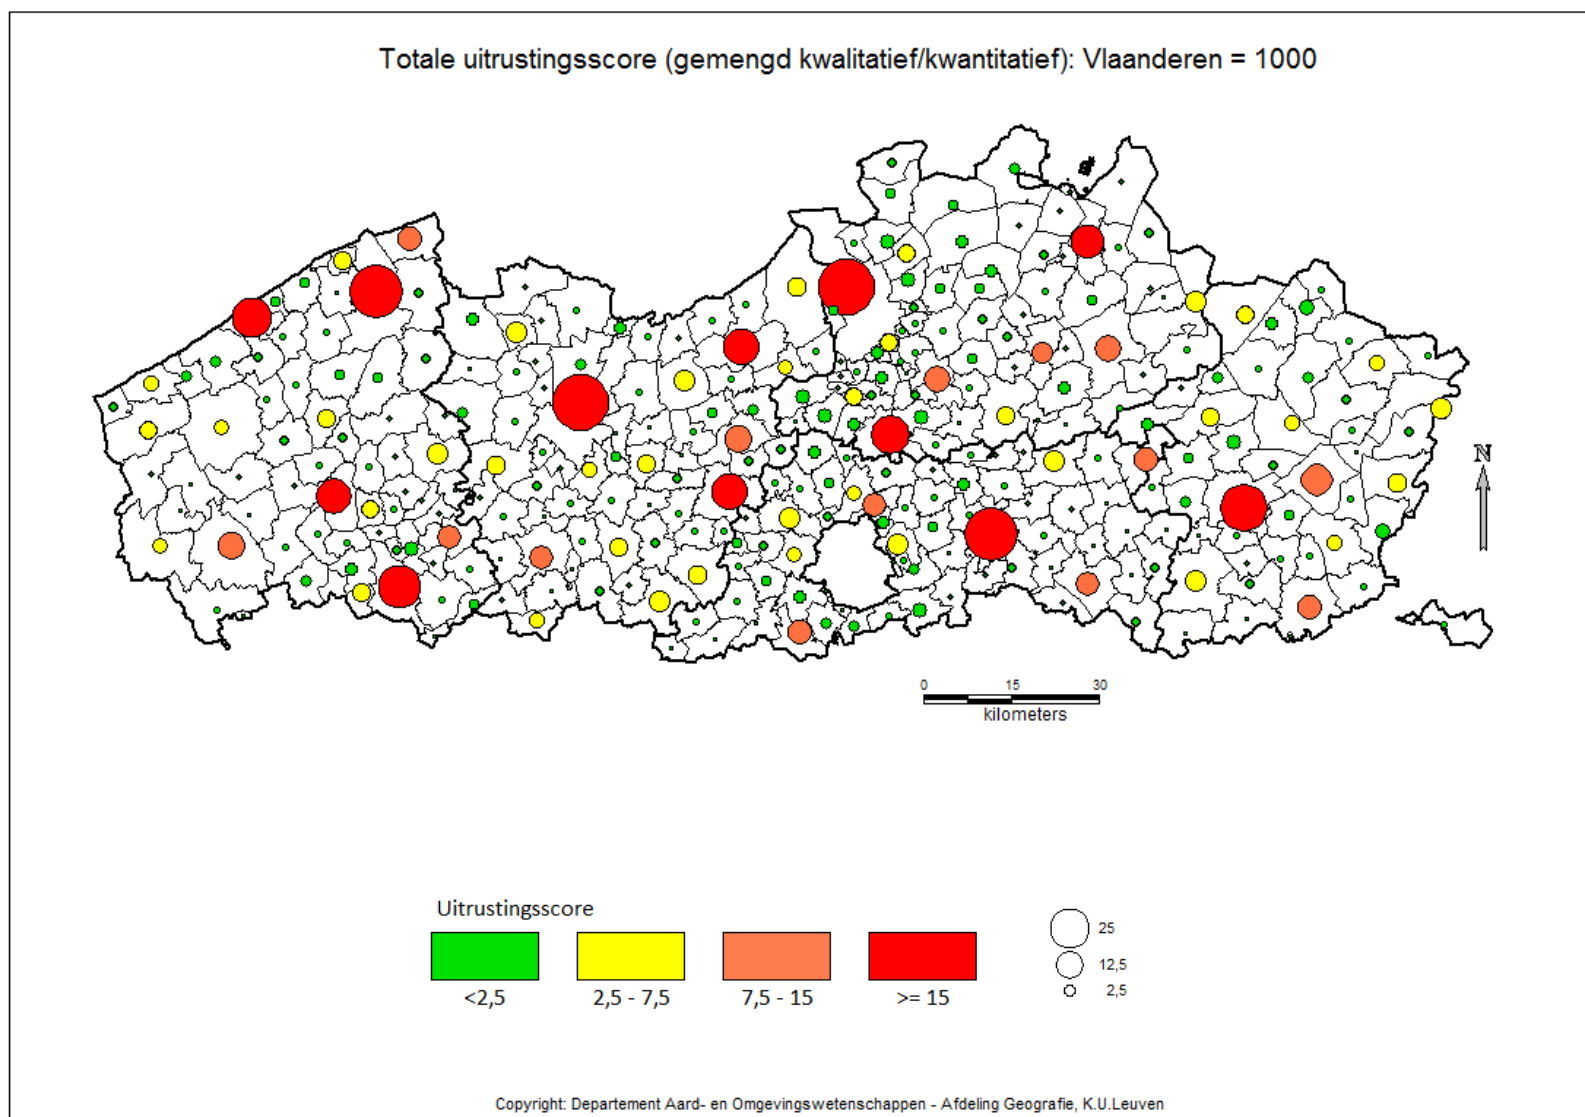 Totale uitrustingsscore (gemengd kwalitatief/kwantitatief): Vlaanderen = 1000
N
0 15 30
kilometers
Uitrustingsscore
<2,5 2,5 - 7,5 7,5 - 15 >= 15
25
12,5
2,5
Copyright: Departement Aard- en Omgevingswetenschappen - Afdeling Geografie, K.U.Leuven